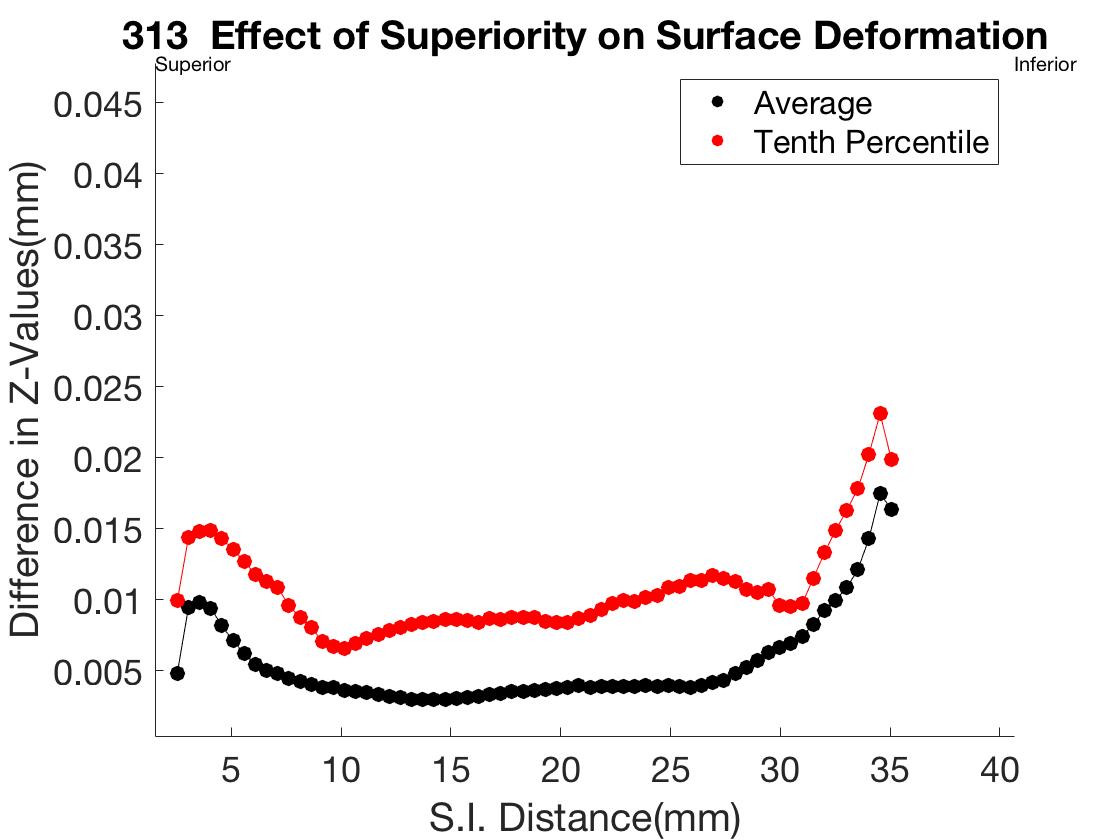 313  Effect of Superiority on Surface Deformation
Superior
Inferior
Average
Tenth Percentile
0.045
0.04
0.035
0.03
0.025
0.02
0.015
0.01
0.005
Difference in Z-Values(mm)
5 10 15 20 25 30 35 40
S.I. Distance(mm)